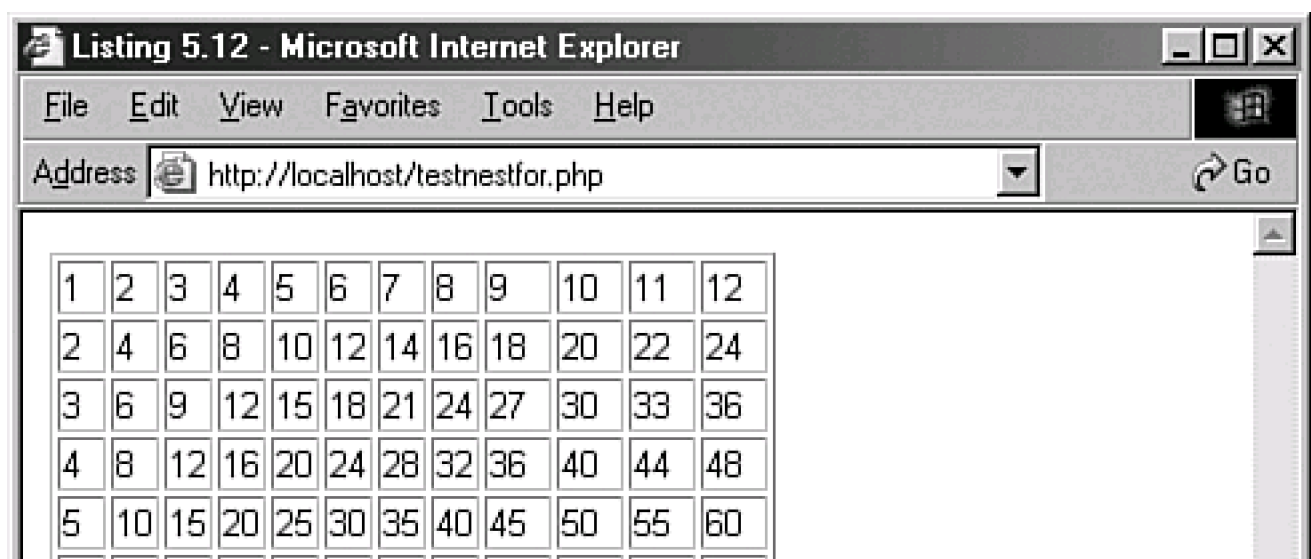 Listing 5.12 - Microsoft Internet Explorer
File Edit View Favorites Tools Help
Address http://localhost/testnestfor.php Go
1 2 3 4 5 6 7 8 9 10 11 12
2 4 6 8 10 12 14 16 18 20 22 24
3 6 9 12 15 18 21 24 27 30 33 36
4 8 12 16 20 24 28 32 36 40 44 48
5 10 15 20 25 30 35 40 45 50 55 60